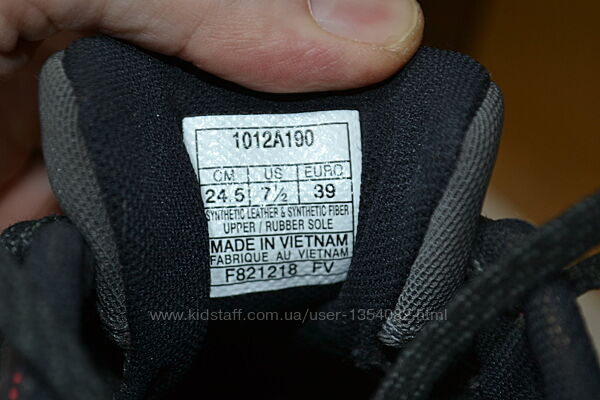 1012A190
CM US EURO
24.5 7½ 39
SYNTHETIC LEATHER & SYNTHETIC FIBER
UPPER / RUBBER SOLE
MADE IN VIETNAM
FABRIQUE AU VIETNAM
F821218 FV
www.kidstaff.com.ua/user-1354082.html